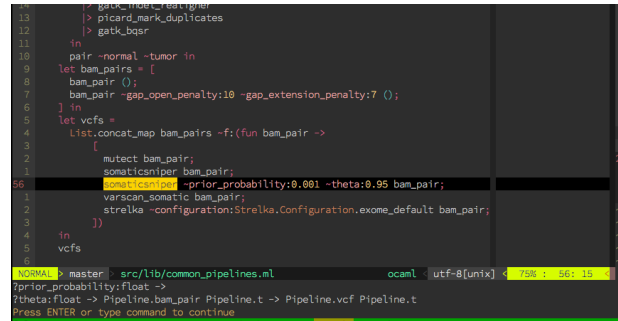 14 |> gatk_indel_realigner
13 |> picard_mark_duplicates
12 |> gatk_bqsr
11 in
10 pair ~normal ~tumor in
9 let bam_pairs = [
8 bam_pair ();
7 bam_pair ~gap_open_penalty:10 ~gap_extension_penalty:7 ();
6 ] in
5 let vcfs =
4 List.concat_map bam_pairs ~f:(fun bam_pair ->
3 [
2 mutect bam_pair;
1 somaticsniper bam_pair;
56 somaticsniper ~prior_probability:0.001 ~theta:0.95 bam_pair;
1 varscan_somatic bam_pair;
2 strelka ~configuration:Strelka.Configuration.exome_default bam_pair;
3 ])
4 in
5 vcfs
6
NORMAL > master > src/lib/common_pipelines.ml ocaml < utf-8[unix] < 75% : 56: 15 <
?prior_probability:float ->
?theta:float -> Pipeline.bam_pair Pipeline.t -> Pipeline.vcf Pipeline.t
Press ENTER or type command to continue